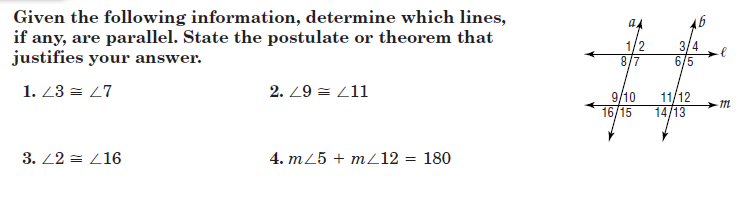 Given the following information, determine which lines,
if any, are parallel. State the postulate or theorem that
justifies your answer.
1. ∠3 ≅ ∠7
2. ∠9 ≅ ∠11
3. ∠2 ≅ ∠16
4. m∠5 + m∠12 = 180
a b
1 2 3 4 ℓ
8 7 6 5
9 10 11 12 m
16 15 14 13